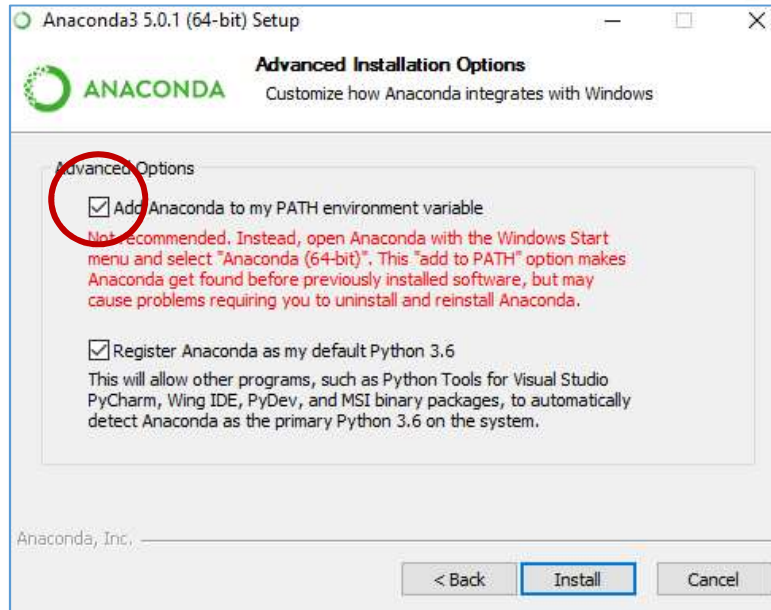 Anaconda3 5.0.1 (64-bit) Setup
ANACONDA
Advanced Installation Options
Customize how Anaconda integrates with Windows
Advanced Options
Add Anaconda to my PATH environment variable
Not recommended. Instead, open Anaconda with the Windows Start
menu and select "Anaconda (64-bit)". This "add to PATH" option makes
Anaconda get found before previously installed software, but may
cause problems requiring you to uninstall and reinstall Anaconda.
Register Anaconda as my default Python 3.6
This will allow other programs, such as Python Tools for Visual Studio
PyCharm, Wing IDE, PyDev, and MSI binary packages, to automatically
detect Anaconda as the primary Python 3.6 on the system.
Anaconda, Inc.
< Back
Install
Cancel